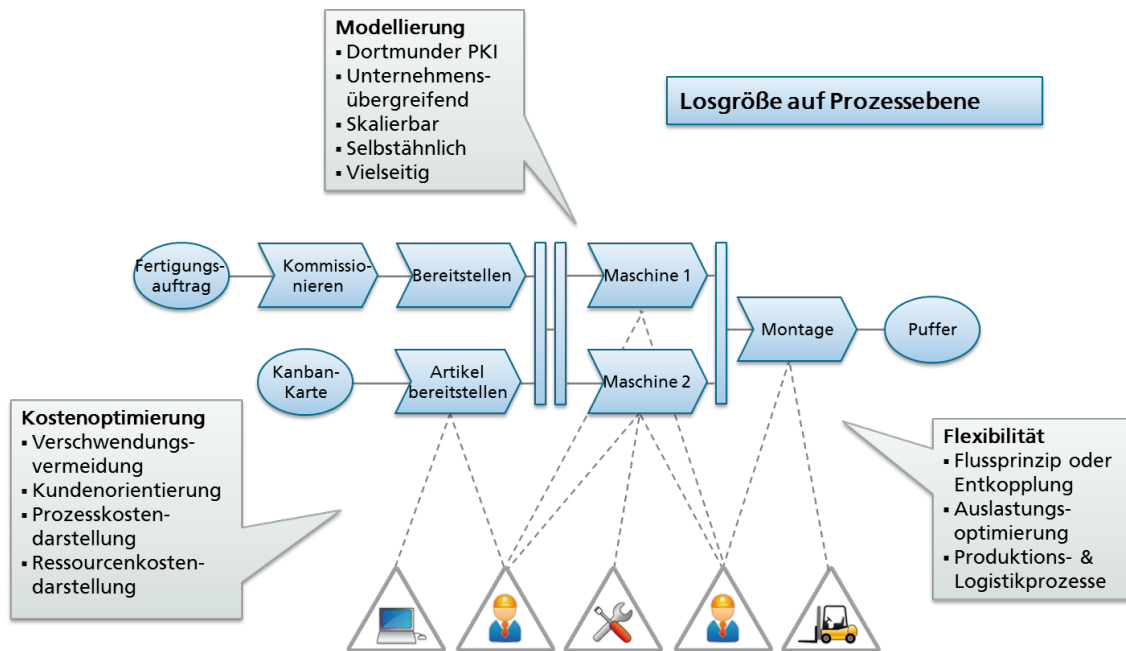 Modellierung
▪ Dortmunder PKI
▪ Unternehmens-
übergreifend
▪ Skalierbar
▪ Selbstähnlich
▪ Vielseitig
Losgröße auf Prozessebene
Fertigungs-
auftrag
Kommissio-
nieren
Bereitstellen
Maschine 1
Montage
Puffer
Kanban-
Karte
Artikel
bereitstellen
Maschine 2
Kostenoptimierung
▪ Verschwendungs-
vermeidung
▪ Kundenorientierung
▪ Prozesskosten-
darstellung
▪ Ressourcenkosten-
darstellung
Flexibilität
▪ Flussprinzip oder
Entkopplung
▪ Auslastungs-
optimierung
▪ Produktions- &
Logistikprozesse